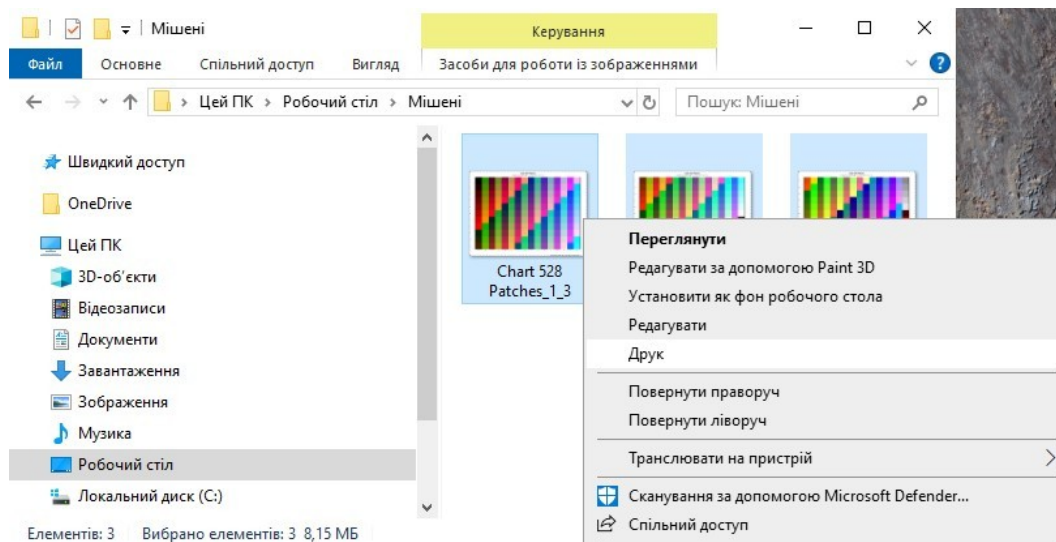 Мішені
Керування
Файл Основне Спільний доступ Вигляд Засоби для роботи із зображеннями
Цей ПК > Робочий стіл > Мішені
Пошук: Мішені
Швидкий доступ
OneDrive
Цей ПК
3D-об'єкти
Відеозаписи
Документи
Завантаження
Зображення
Музика
Робочий стіл
Локальний диск (C:)
Chart 528
Patches_1_3
Переглянути
Редагувати за допомогою Paint 3D
Установити як фон робочого стола
Редагувати
Друк
Повернути праворуч
Повернути ліворуч
Транслювати на пристрій
Сканування за допомогою Microsoft Defender...
Спільний доступ
Елементів: 3 Вибрано елементів: 3 8,15 МБ